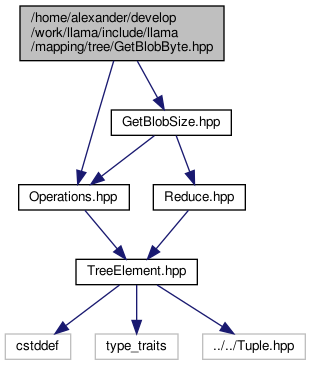 /home/alexander/develop
/work/llama/include/llama
/mapping/tree/GetBlobByte.hpp
GetBlobSize.hpp
Operations.hpp
Reduce.hpp
TreeElement.hpp
cstddef
type_traits
../../Tuple.hpp